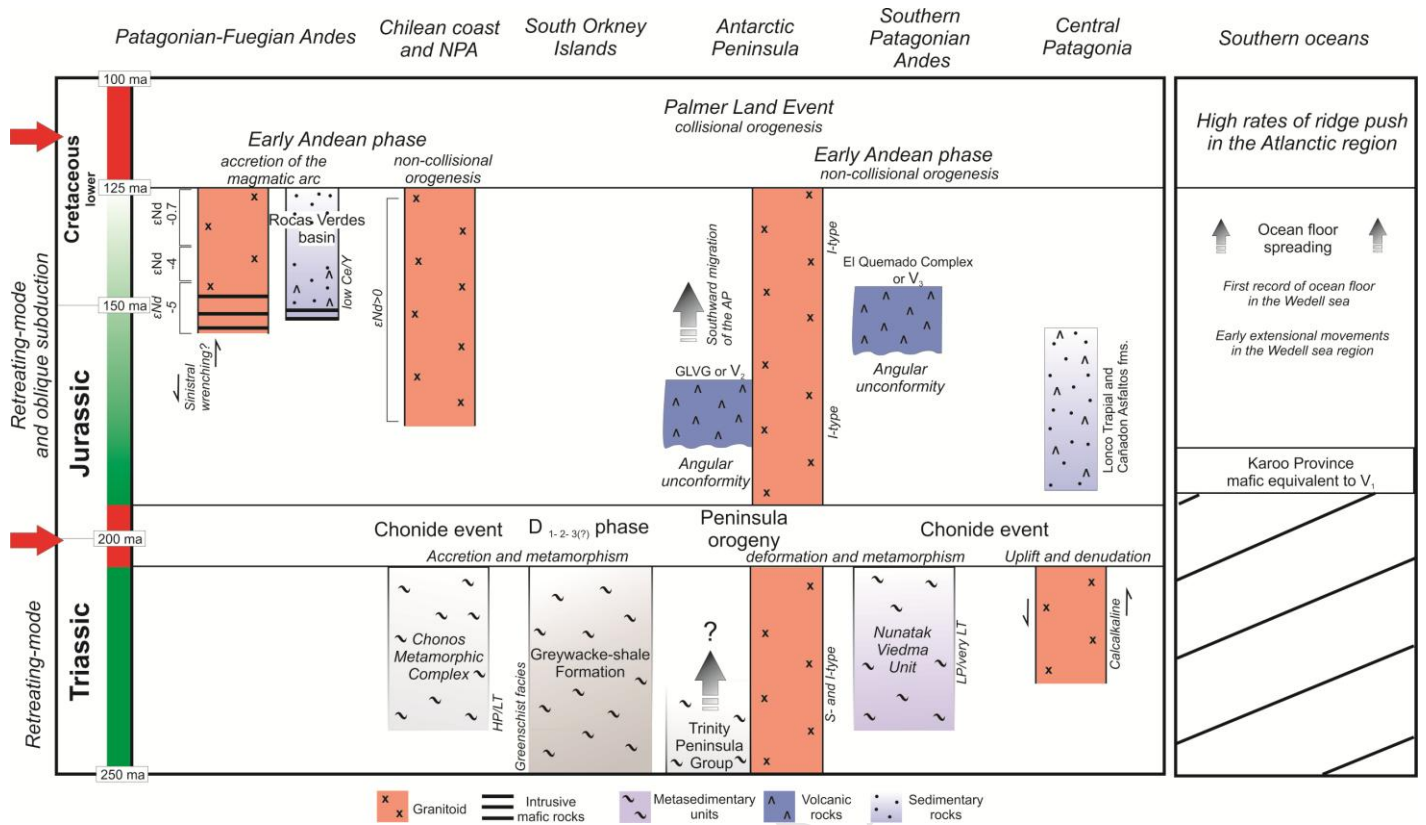 Patagonian-Fuegian Andes
Chilean coast
and NPA
South Orkney
Islands
Antarctic
Peninsula
Southern
Patagonian
Andes
Central
Patagonia
Southern oceans
100 ma
125 ma
150 ma
200 ma
250 ma
Retreating-mode
and oblique subduction
Retreating-mode
Cretaceous
lower
Jurassic
Triassic
Palmer Land Event
collisional orogenesis
Early Andean phase
accretion of the
magmatic arc
non-collisional
orogenesis
Early Andean phase
non-collisional orogenesis
High rates of ridge push
in the Atlantic region
εNd
-0.7
εNd
-4
εNd
-5
Rocas Verdes
basin
low Ce/Y
Sinistral
wrenching?
εNd>0
Southward migration
of the AP
GLVG or V2
Angular
unconformity
I-type
I-type
El Quemado Complex
or V3
Angular
unconformity
Lonco Trapial and
Cañadon Asfaltos fms.
Ocean floor
spreading
First record of ocean floor
in the Wedell sea
Early extensional movements
in the Wedell sea region
Karoo Province
mafic equivalent to V1
Chonide event
D 1- 2- 3(?) phase
Accretion and metamorphism
Peninsula
orogeny
Chonide event
deformation and metamorphism
Uplift and denudation
Chonos
Metamorphic
Complex
HP/LT
Greenschist facies
Greywacke-shale
Formation
?
Trinity
Peninsula
Group
S- and I-type
Nunatak
Viedma
Unit
LP/very LT
Calcalkaline
Granitoid
Intrusive
mafic rocks
Metasedimentary
units
Volcanic
rocks
Sedimentary
rocks